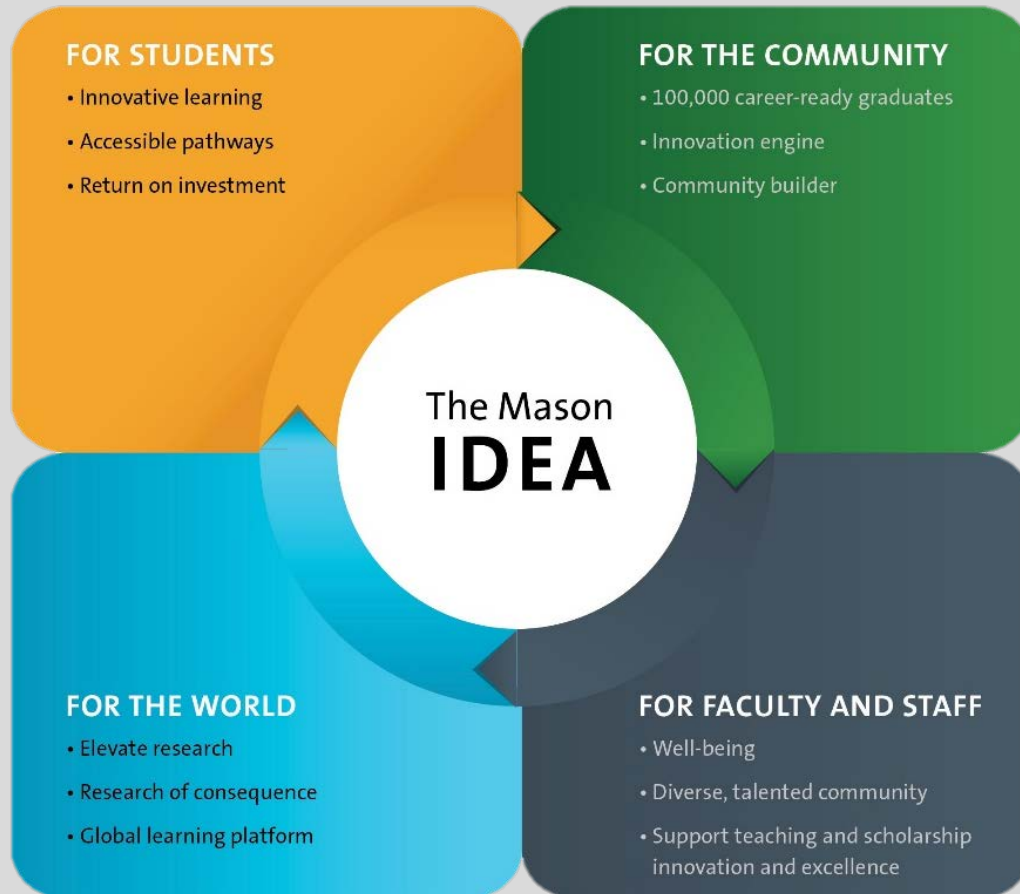 FOR STUDENTS
• Innovative learning
• Accessible pathways
• Return on investment
FOR THE COMMUNITY
• 100,000 career-ready graduates
• Innovation engine
• Community builder
The Mason
IDEA
FOR THE WORLD
• Elevate research
• Research of consequence
• Global learning platform
FOR FACULTY AND STAFF
• Well-being
• Diverse, talented community
• Support teaching and scholarship
innovation and excellence